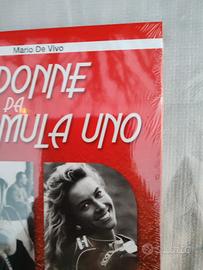 Mario De Vivo
DONNE
DA
MULA UNO